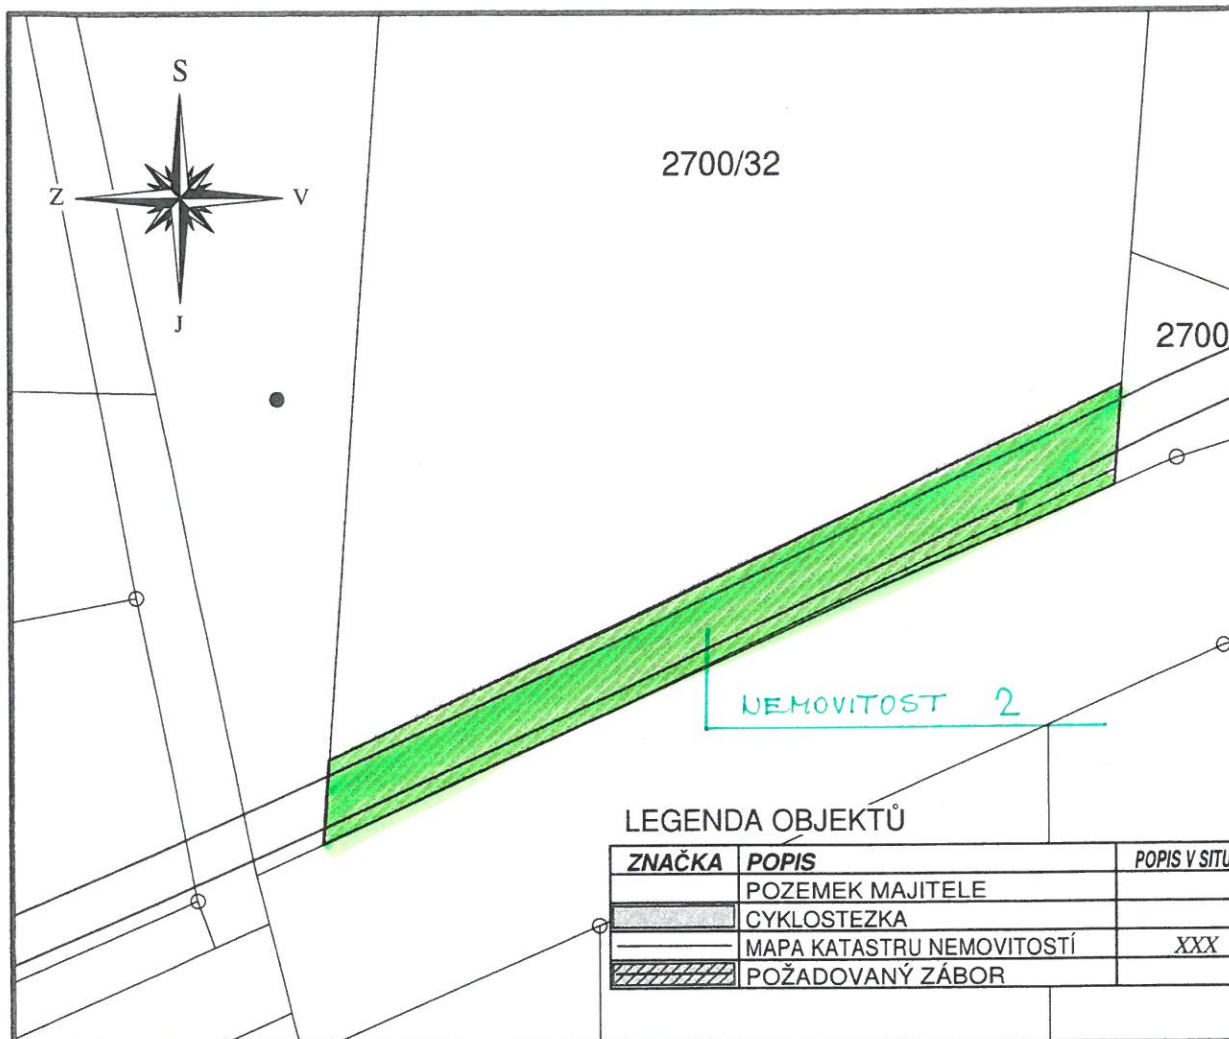 S
2700/32
Z V
J
2700
NEMOVITOST 2
LEGENDA OBJEKTŮ
ZNAČKA POPIS POPIS V SITU
POZEMEK MAJITELE
CYKLOSTEZKA
MAPA KATASTRU NEMOVITOSTÍ XXX
POŽADOVANÝ ZÁBOR